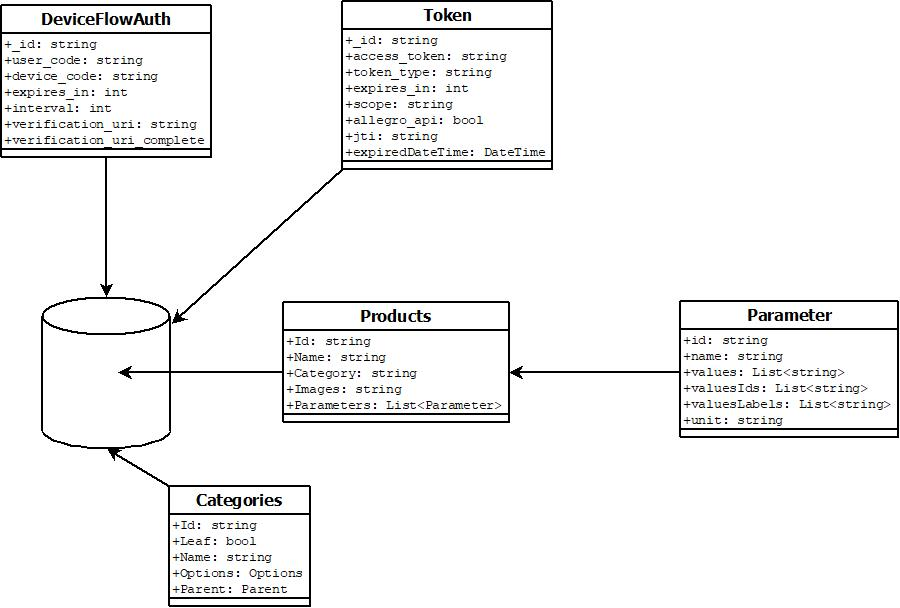 DeviceFlowAuth
+_id: string
+user_code: string
+device_code: string
+expires_in: int
+interval: int
+verification_uri: string
+verification_uri_complete
Token
+_id: string
+access_token: string
+token_type: string
+expires_in: int
+scope: string
+allegro_api: bool
+jti: string
+expiredDateTime: DateTime
Products
+Id: string
+Name: string
+Category: string
+Images: string
+Parameters: List<Parameter>
Parameter
+id: string
+name: string
+values: List<string>
+valuesIds: List<string>
+valuesLabels: List<string>
+unit: string
Categories
+Id: string
+Leaf: bool
+Name: string
+Options: Options
+Parent: Parent